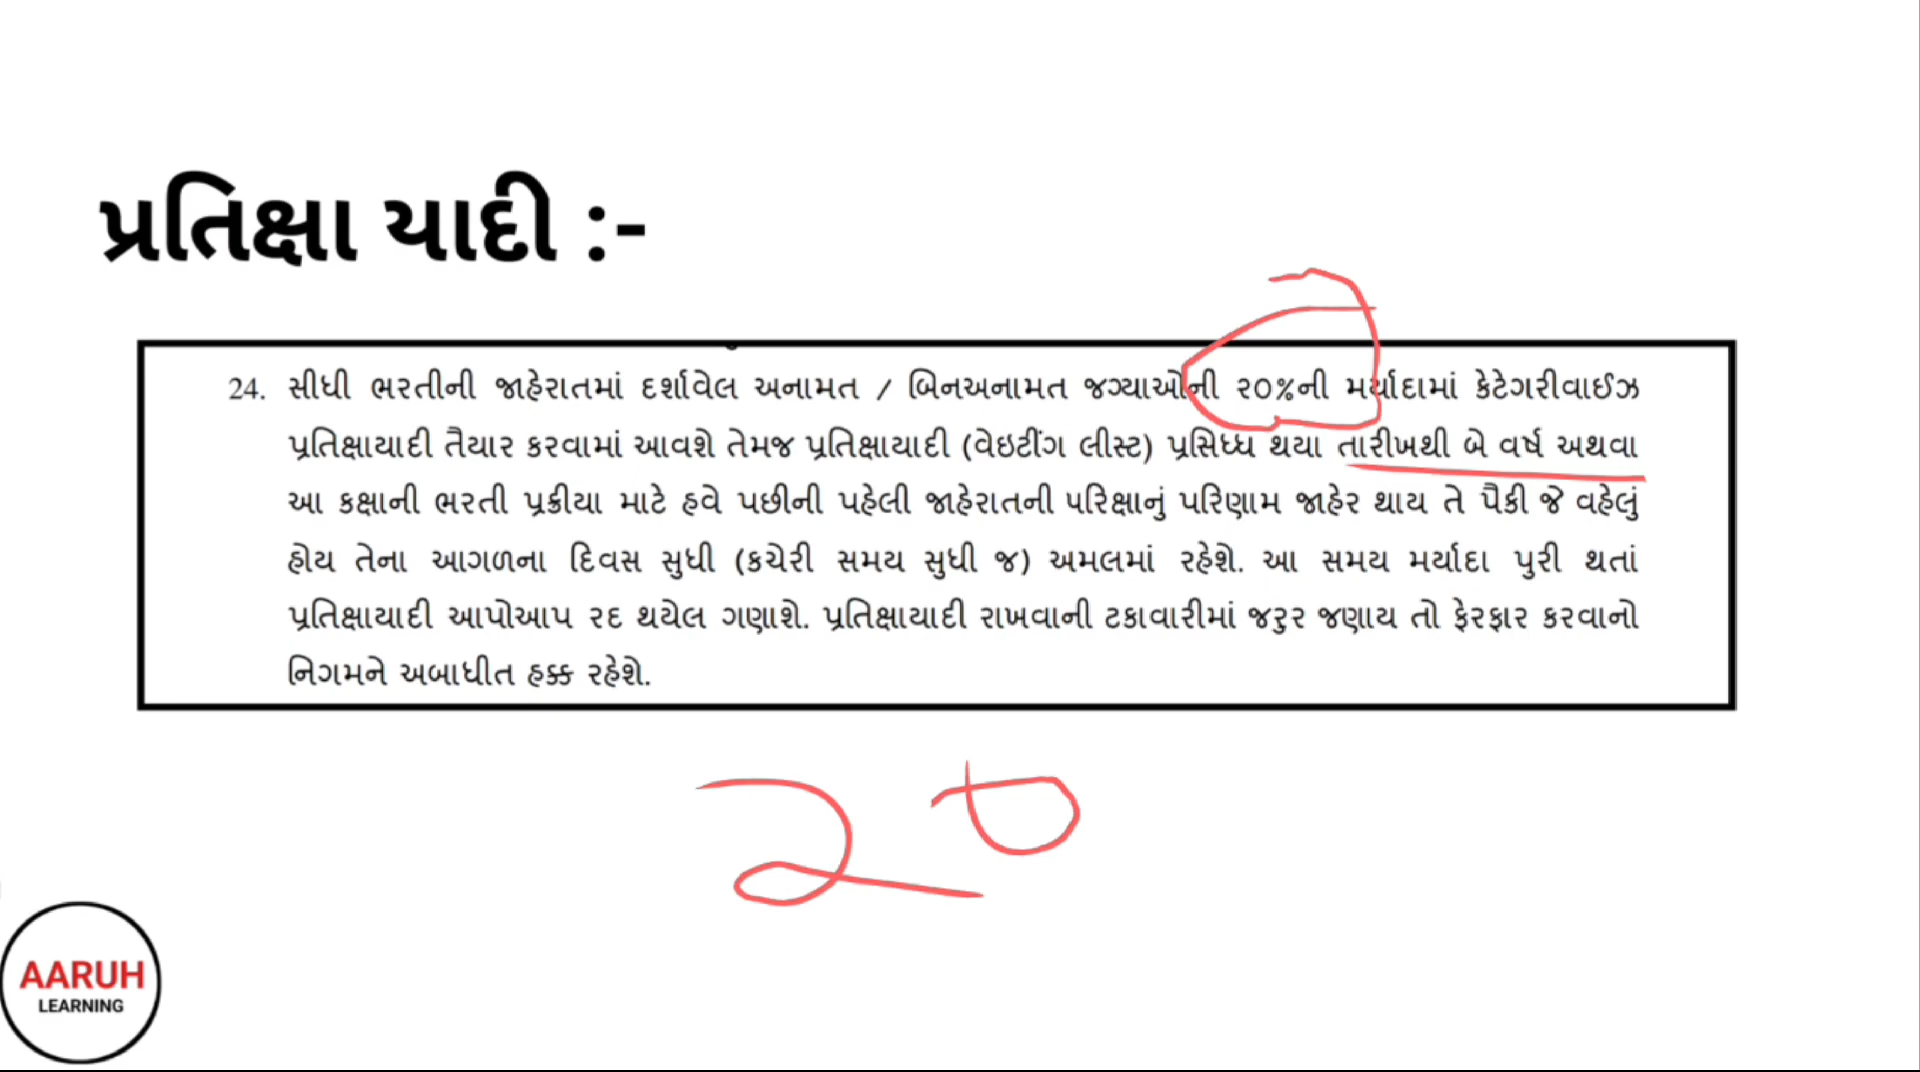 પ્રતિક્ષા યાદી :-
24. સીધી ભરતીની જાહેરાતમાં દર્શાવેલ અનામત / બિનઅનામત જગ્યાઓની ૨૦%ની મર્યાદામાં કેટેગરીવાઈઝ
પ્રતિક્ષાયાદી તૈયાર કરવામાં આવશે તેમજ પ્રતિક્ષાયાદી (વેઇટીંગ લીસ્ટ) પ્રસિધ્ધ થયા તારીખથી બે વર્ષ અથવા
આ કક્ષાની ભરતી પ્રક્રીયા માટે હવે પછીની પહેલી જાહેરાતની પરિક્ષાનું પરિણામ જાહેર થાય તે પૈકી જે વહેલું
હોય તેના આગળના દિવસ સુધી (કચેરી સમય સુધી જ) અમલમાં રહેશે. આ સમય મર્યાદા પુરી થતાં
પ્રતિક્ષાયાદી આપોઆપ રદ થયેલ ગણાશે. પ્રતિક્ષાયાદી રાખવાની ટકાવારીમાં જરુર જણાય તો ફેરફાર કરવાનો
નિગમને અબાધીત હક્ક રહેશે.
20
AARUH
LEARNING